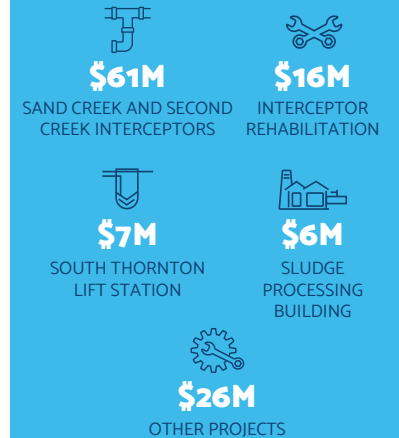 $61M
SAND CREEK AND SECOND
CREEK INTERCEPTORS
$16M
INTERCEPTOR
REHABILITATION
$7M
SOUTH THORNTON
LIFT STATION
$6M
SLUDGE
PROCESSING
BUILDING
$26M
OTHER PROJECTS